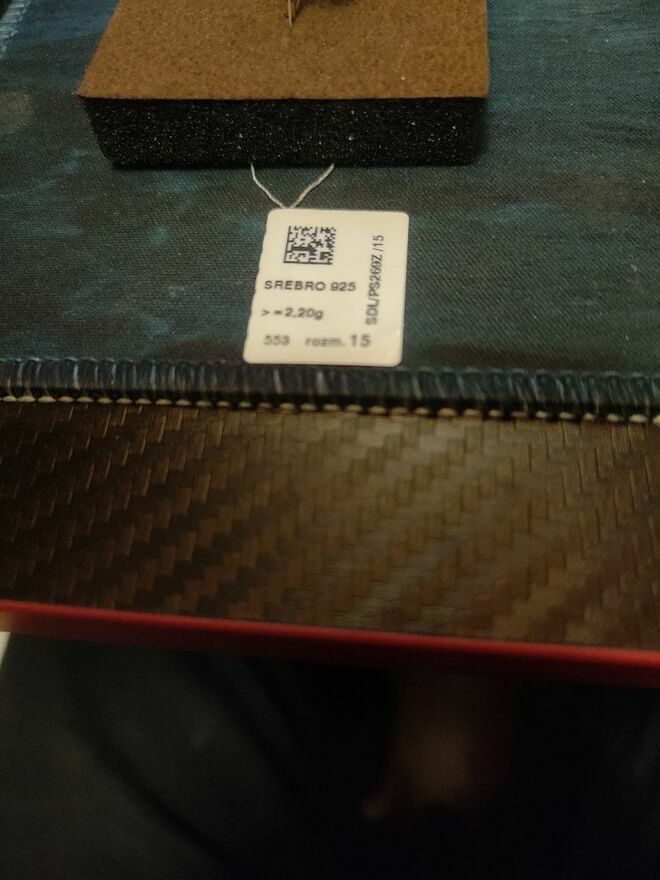 SREBRO 925
> = 2,20g
553 rozm. 15
SDL/PS269Z/15